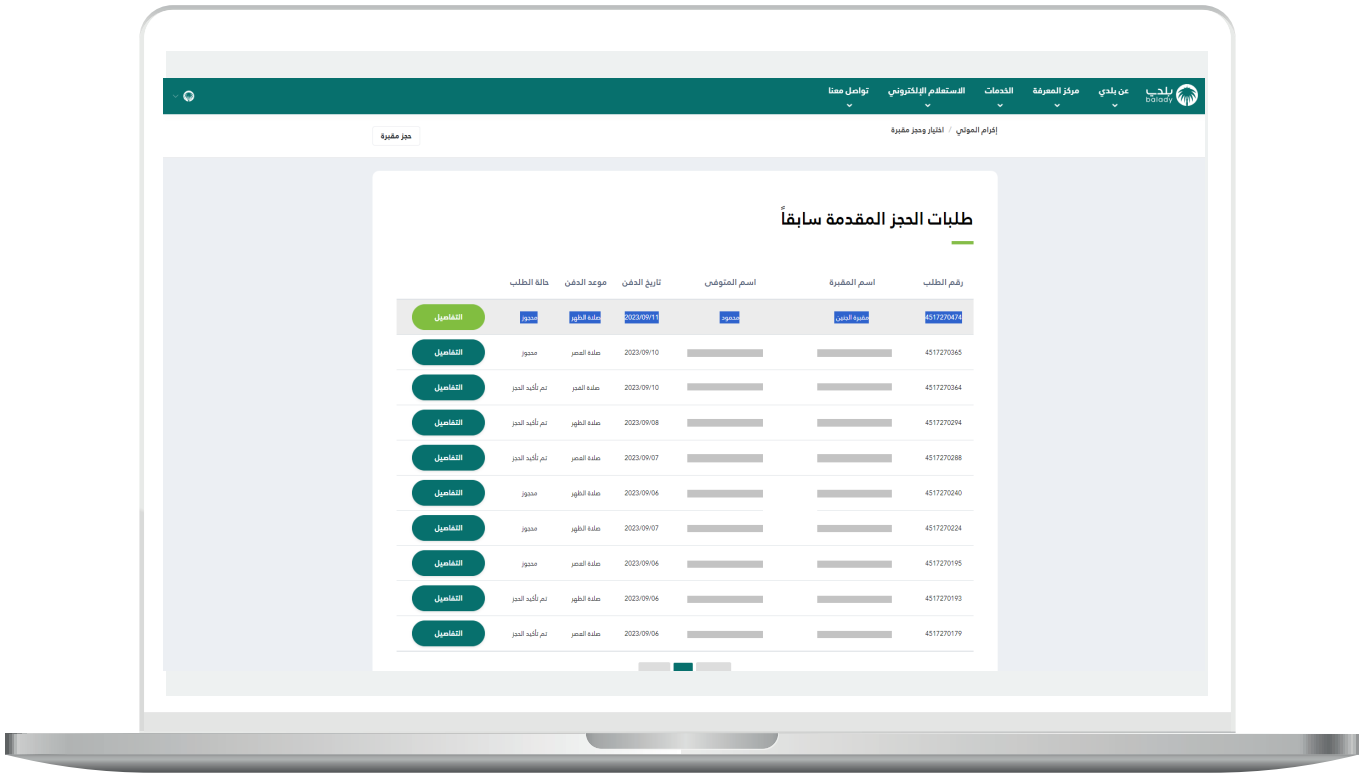 بلدي
balady
عن بلدي
مركز المعرفة
الخدمات
الاستعلام الإلكتروني
تواصل معنا
إكرام الموتي / اختيار وحجز مقبرة
حجز مقبرة
طلبات الحجز المقدمة سابقاً
رقم الطلب اسم المقبرة اسم المتوفى تاريخ الدفن موعد الدفن حالة الطلب
4517270474 مقبرة الجنين محمود 2023/09/11 صلاة الظهر محجوز التفاصيل
4517270365 2023/09/10 صلاة العصر محجوز التفاصيل
4517270364 2023/09/10 صلاة الفجر تم تأكيد الحجز التفاصيل
4517270294 2023/09/08 صلاة الظهر تم تأكيد الحجز التفاصيل
4517270288 2023/09/07 صلاة العصر تم تأكيد الحجز التفاصيل
4517270240 2023/09/06 صلاة الظهر محجوز التفاصيل
4517270224 2023/09/07 صلاة الظهر محجوز التفاصيل
4517270195 2023/09/06 صلاة العصر محجوز التفاصيل
4517270193 2023/09/06 صلاة الظهر تم تأكيد الحجز التفاصيل
4517270179 2023/09/06 صلاة العصر تم تأكيد الحجز التفاصيل